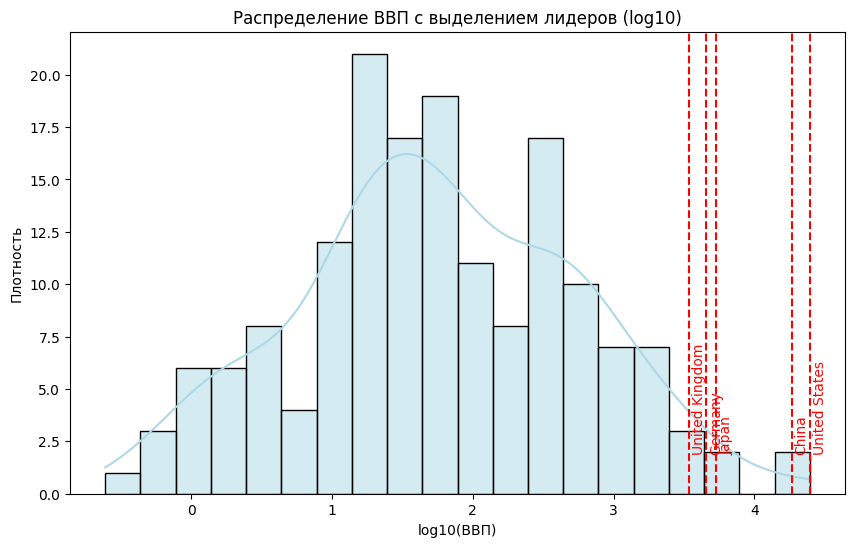 Распределение ВВП с выделением лидеров (log10)
Плотность
20.0
17.5
15.0
12.5
10.0
7.5
5.0
2.5
0.0
United Kingdom
Germany
Japan
China
United States
0
1
2
3
4
log10(ВВП)